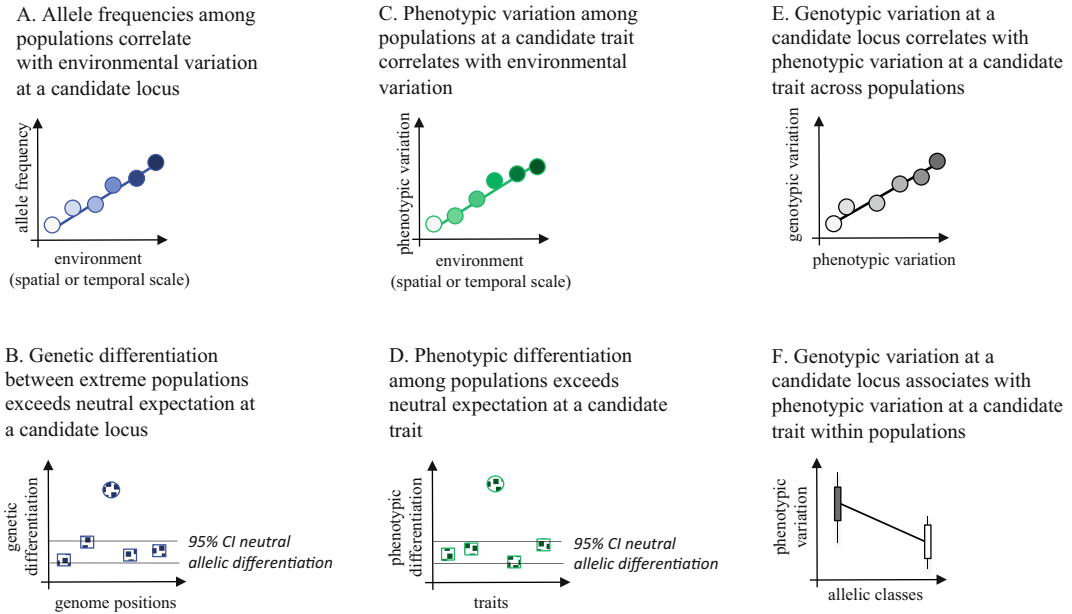 A. Allele frequencies among
populations correlate
with environmental variation
at a candidate locus
allele frequency
environment
(spatial or temporal scale)
C. Phenotypic variation among
populations at a candidate trait
correlates with environmental
variation
phenotypic variation
environment
(spatial or temporal scale)
E. Genotypic variation at a
candidate locus correlates with
phenotypic variation at a candidate
trait across populations
genotypic variation
phenotypic variation
B. Genetic differentiation
between extreme populations
exceeds neutral expectation at
a candidate locus
genetic
differentiation
95% CI neutral
allelic differentiation
genome positions
D. Phenotypic differentiation
among populations exceeds
neutral expectation at a candidate
trait
phenotypic
differentiation
95% CI neutral
allelic differentiation
traits
F. Genotypic variation at a
candidate locus associates with
phenotypic variation at a candidate
trait within populations
phenotypic
variation
allelic classes